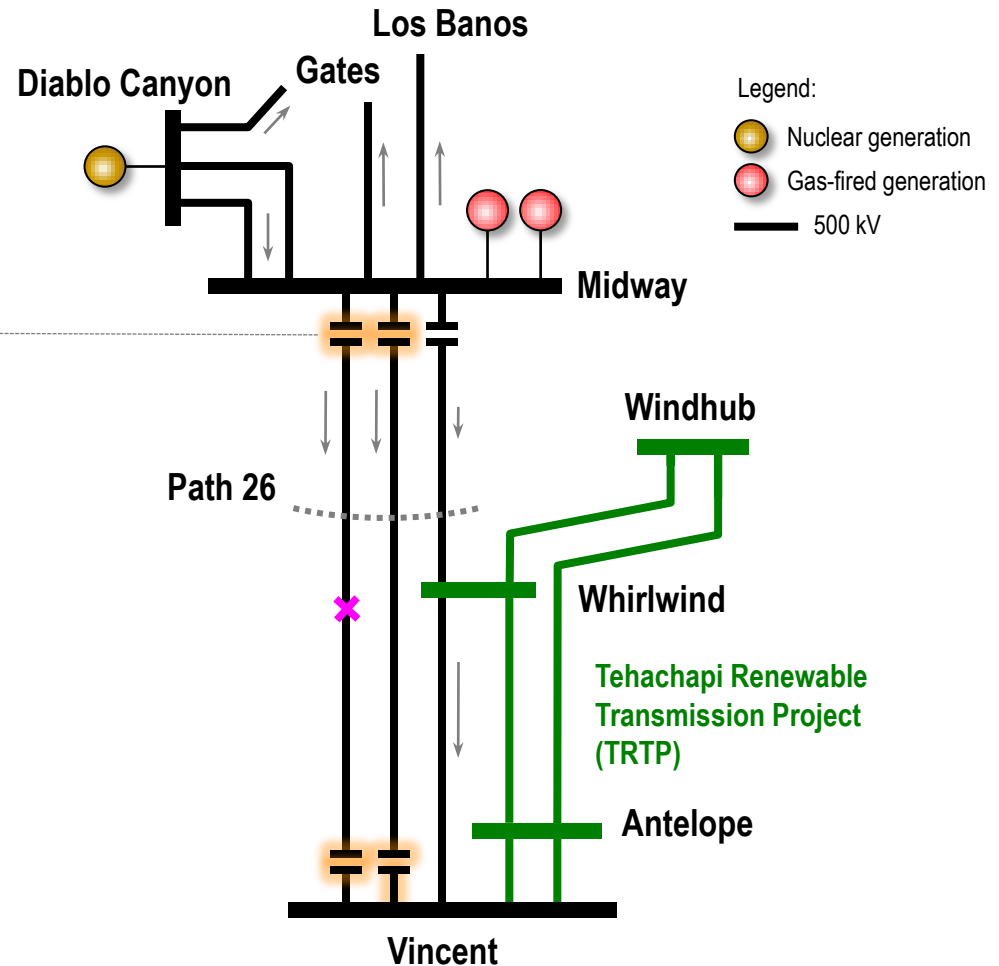 Los Banos
Gates
Diablo Canyon
Legend:
Nuclear generation
Gas-fired generation
500 kV
Midway
Windhub
Path 26
Whirlwind
Tehachapi Renewable
Transmission Project
(TRTP)
Antelope
Vincent